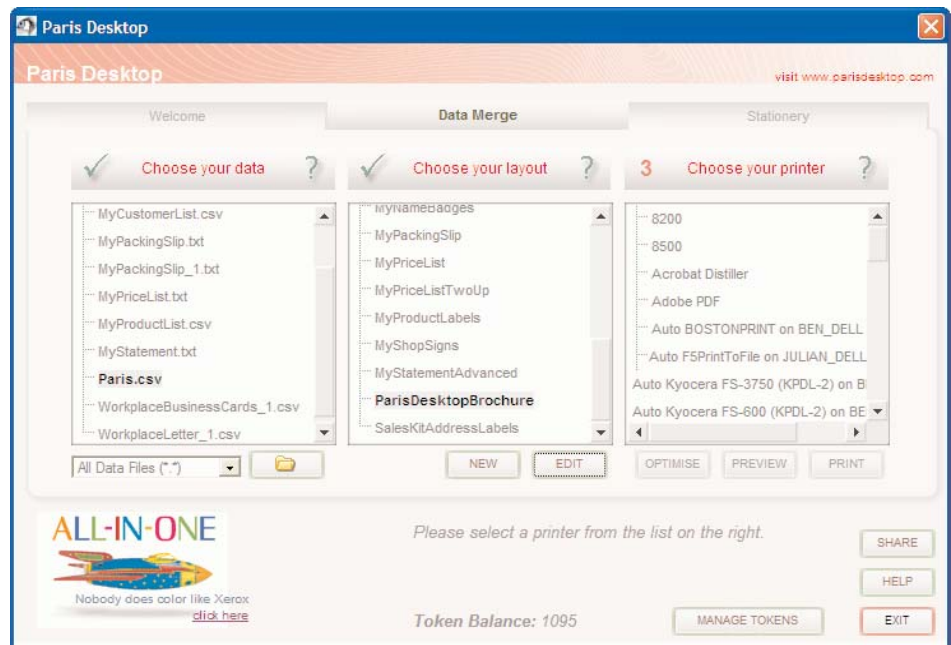 Paris Desktop
Paris Desktop
visit www.parisdesktop.com
Welcome
Data Merge
Stationery
Choose your data ?
Choose your layout ?
3 Choose your printer ?
MyCustomerList.csv
MyPackingSlip.txt
MyPackingSlip_1.txt
MyPriceList.txt
MyProductList.csv
MyStatement.txt
Paris.csv
WorkplaceBusinessCards_1.csv
WorkplaceLetter_1.csv
All Data Files (*.*)
MyNameBadges
MyPackingSlip
MyPriceList
MyPriceListTwoUp
MyProductLabels
MyShopSigns
MyStatementAdvanced
ParisDesktopBrochure
SalesKitAddressLabels
NEW
EDIT
8200
8500
Acrobat Distiller
Adobe PDF
Auto BOSTONPRINT on BEN_DELL
Auto F5PrintToFile on JULIAN_DELL
Auto Kyocera FS-3750 (KPDL-2) on B
Auto Kyocera FS-600 (KPDL-2) on BE
OPTIMISE
PREVIEW
PRINT
ALL-IN-ONE
Nobody does color like Xerox
click here
Please select a printer from the list on the right.
Token Balance: 1095
MANAGE TOKENS
SHARE
HELP
EXIT